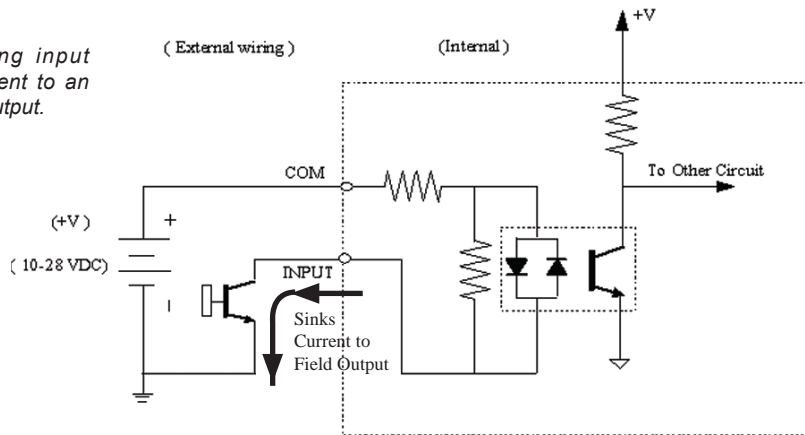 ng input
ent to an
utput.
( External wiring )
(Internal )
+V
COM
To Other Circuit
(+V )
+
( 10-28 VDC)
INPUT
Sinks
Current to
Field Output